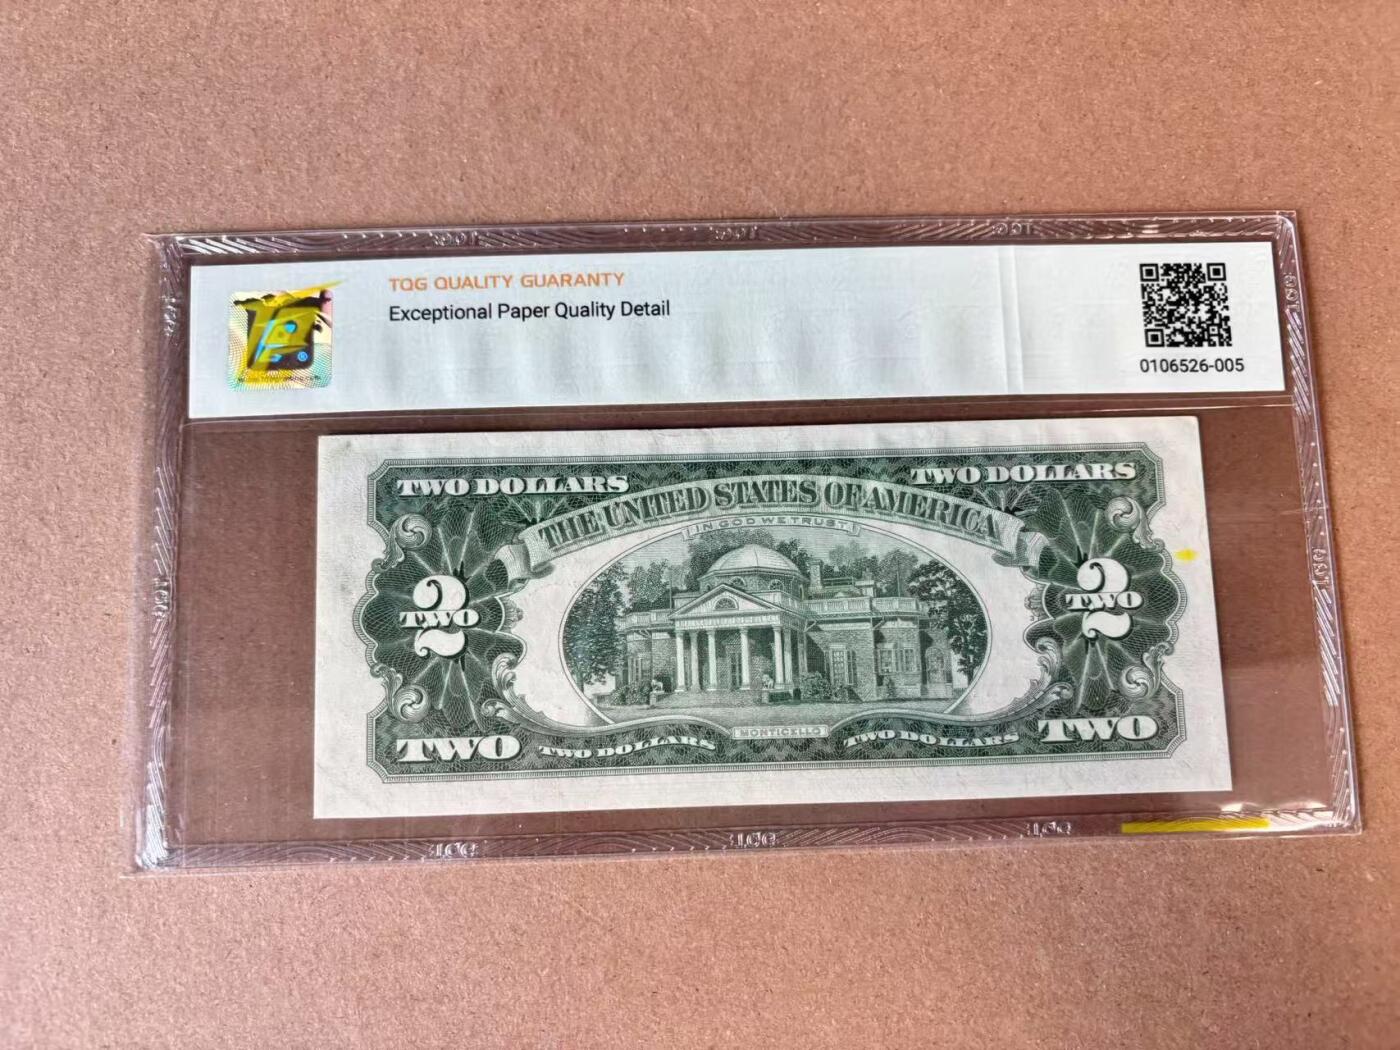 TQG QUALITY GUARANTY
Exceptional Paper Quality Detail
0106526-005
TWO DOLLARS
TWO DOLLARS
THE UNITED STATES OF AMERICA
IN GOD WE TRUST
2
TWO
2
TWO
TWO
TWO DOLLARS
MONTICELLO
TWO DOLLARS
TWO